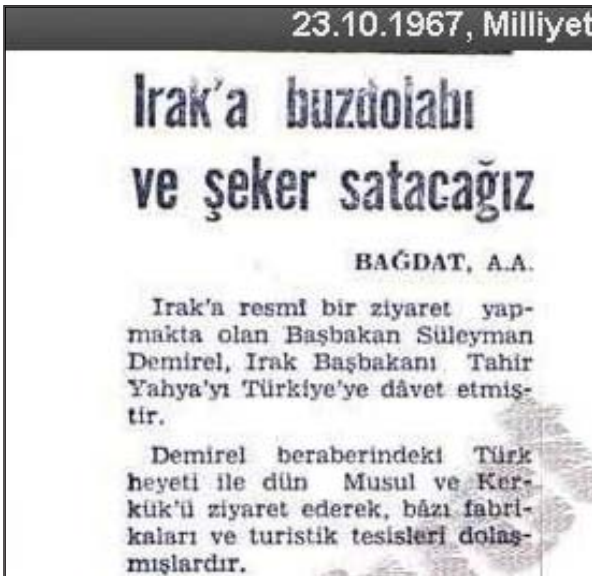 23.10.1967, Milliyet
Irak'a buzdolabı
ve şeker satacağız
BAĞDAT, A.A.
Irak'a resmî bir ziyaret yap-
makta olan Başbakan Süleyman
Demirel, Irak Başbakanı Tahir
Yahya'yı Türkiye'ye dâvet etmiş-
tir.
Demirel beraberindeki Türk
heyeti ile dün Musul ve Ker-
kük'ü ziyaret ederek, bâzı fabri-
kaları ve turistik tesisleri dolaş-
mışlardır.